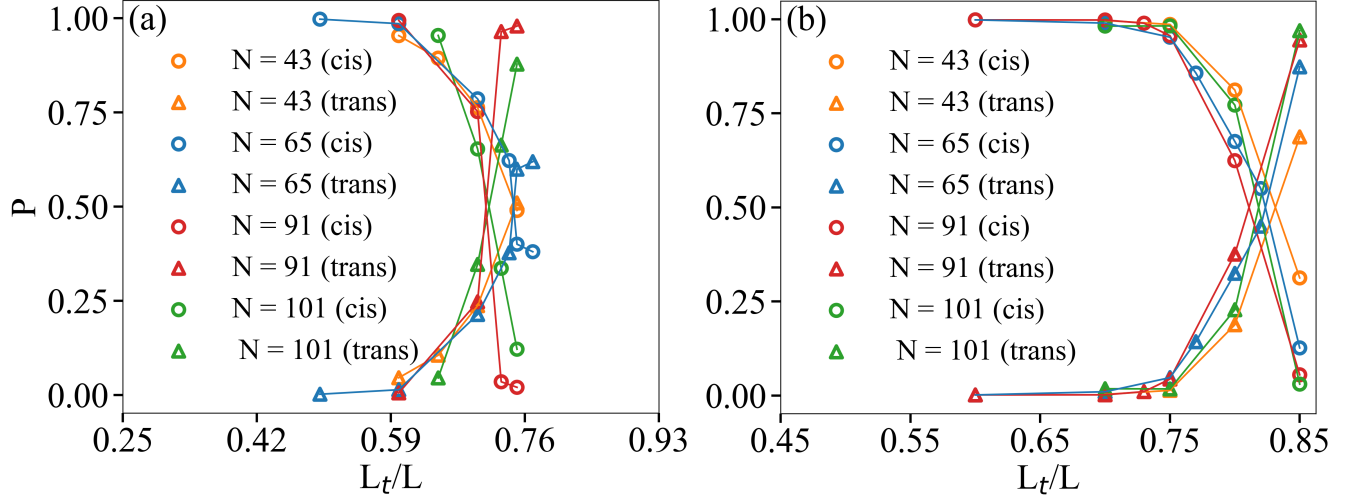 (a)
P
1.00
0.75
0.50
0.25
0.00
N = 43 (cis)
N = 43 (trans)
N = 65 (cis)
N = 65 (trans)
N = 91 (cis)
N = 91 (trans)
N = 101 (cis)
N = 101 (trans)
0.25 0.42 0.59 0.76 0.93
Lt/L
(b)
1.00
0.75
0.50
0.25
0.00
N = 43 (cis)
N = 43 (trans)
N = 65 (cis)
N = 65 (trans)
N = 91 (cis)
N = 91 (trans)
N = 101 (cis)
N = 101 (trans)
0.45 0.55 0.65 0.75 0.85
Lt/L